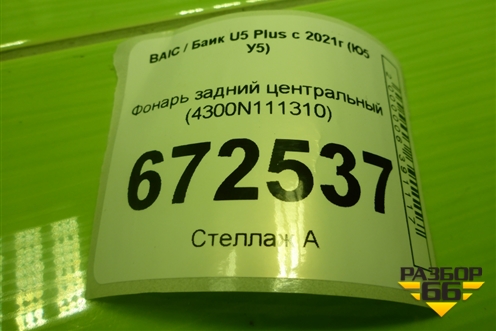 BAIC / Баик U5 Plus с 2021г (Ю5
У5)
Фонарь задний центральный
(4300N111310)
672537
Стеллаж А
РАЗБОР
66